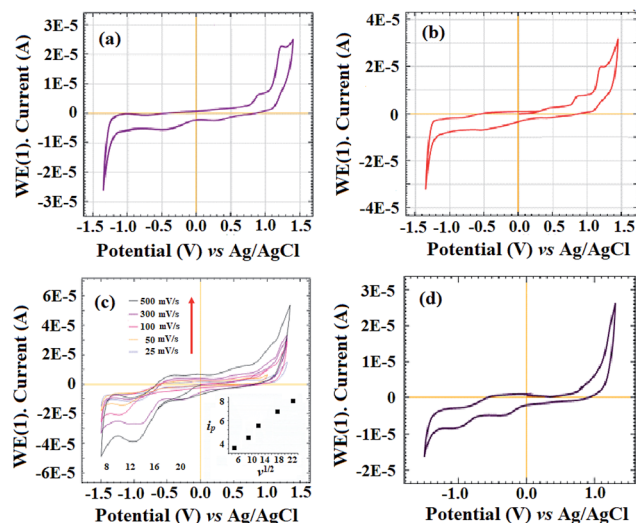 (a)
WE(1). Current (A)
3E-5
2E-5
1E-5
0
-1E-5
-2E-5
-3E-5
-1.5 -1.0 -0.5 0.0 0.5 1.0 1.5
Potential (V) vs Ag/AgCl
(b)
WE(1). Current (A)
4E-5
2E-5
0
-2E-5
-4E-5
-1.5 -1.0 -0.5 0.0 0.5 1.0 1.5
Potential (V) vs Ag/AgCl
(c)
WE(1). Current (A)
6E-5
4E-5
2E-5
0
-2E-5
-4E-5
-6E-5
500 mV/s
300 mV/s
100 mV/s
50 mV/s
25 mV/s
8
6
4
ip
6 10 14 18 22
v1/2
8 12 16 20
-1.5 -1.0 -0.5 0.0 0.5 1.0 1.5
Potential (V) vs Ag/AgCl
(d)
WE(1). Current (A)
3E-5
2E-5
1E-5
0
-1E-5
-2E-5
-1.0 0.0 1.0
Potential (V) vs Ag/AgCl